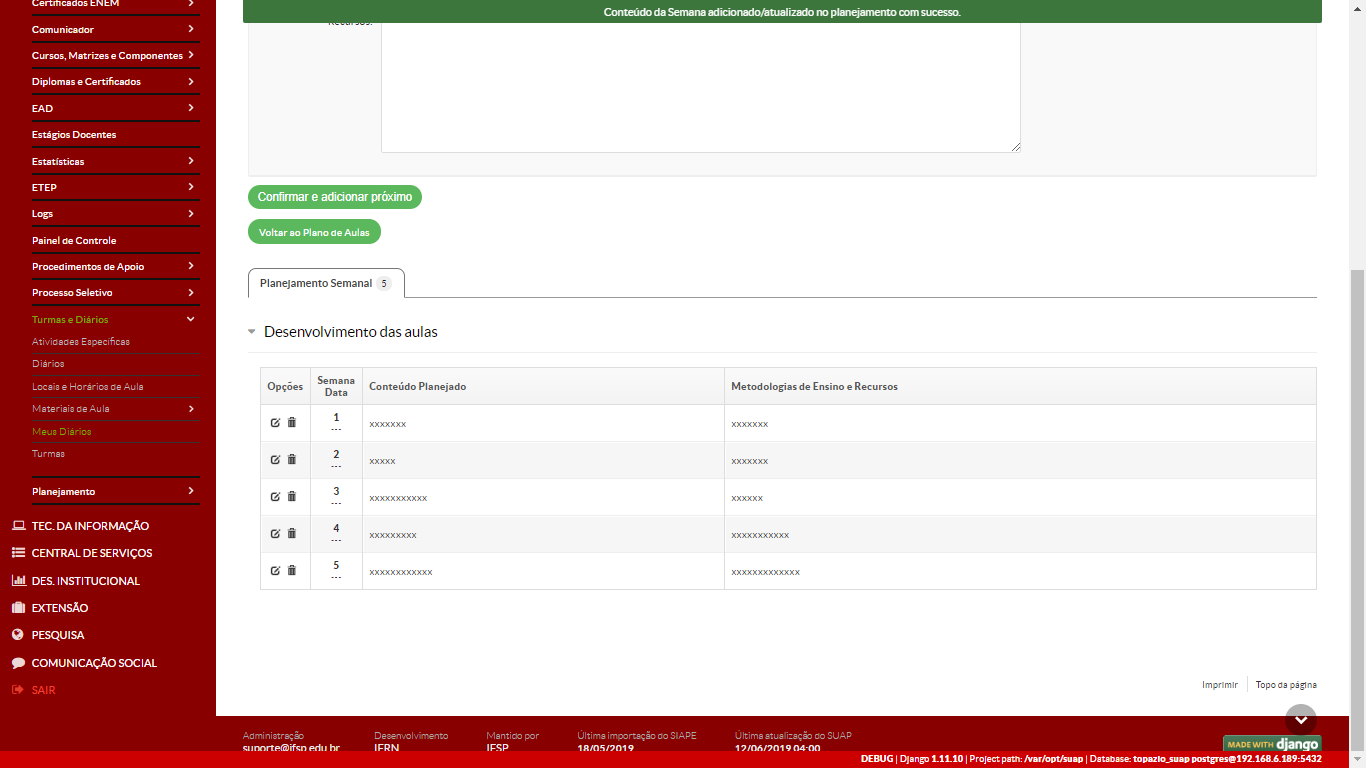 Certificados ENEM
Comunicador
Cursos, Matrizes e Componentes
Diplomas e Certificados
EAD
Estágios Docentes
Estatísticas
ETEP
Logs
Painel de Controle
Procedimentos de Apoio
Processo Seletivo
Turmas e Diários
Atividades Específicas
Diários
Locais e Horários de Aula
Materiais de Aula
Meus Diários
Turmas
Planejamento
TEC. DA INFORMAÇÃO
CENTRAL DE SERVIÇOS
DES. INSTITUCIONAL
EXTENSÃO
PESQUISA
COMUNICAÇÃO SOCIAL
SAIR
Conteúdo da Semana adicionado/atualizado no planejamento com sucesso.
Recursos:
Confirmar e adicionar próximo
Voltar ao Plano de Aulas
Planejamento Semanal 5
Desenvolvimento das aulas
Opções Semana Data Conteúdo Planejado Metodologias de Ensino e Recursos
1 --- xxxxxxx xxxxxxx
2 --- xxxxx xxxxxxx
3 --- xxxxxxxxxxx xxxxxx
4 --- xxxxxxxxx xxxxxxxxxxx
5 --- xxxxxxxxxxxx xxxxxxxxxxxxx
Imprimir Topo da página
Administração Desenvolvimento Mantido por Última importação do SIAPE Última atualização do SUAP
suporte@ifsp.edu.br IFRN IFSP 18/05/2019 12/06/2019 04:00
MADE WITH django
DEBUG | Django 1.11.10 | Project path: /var/opt/suap | Database: topazio_suap postgres@192.168.6.189:5432